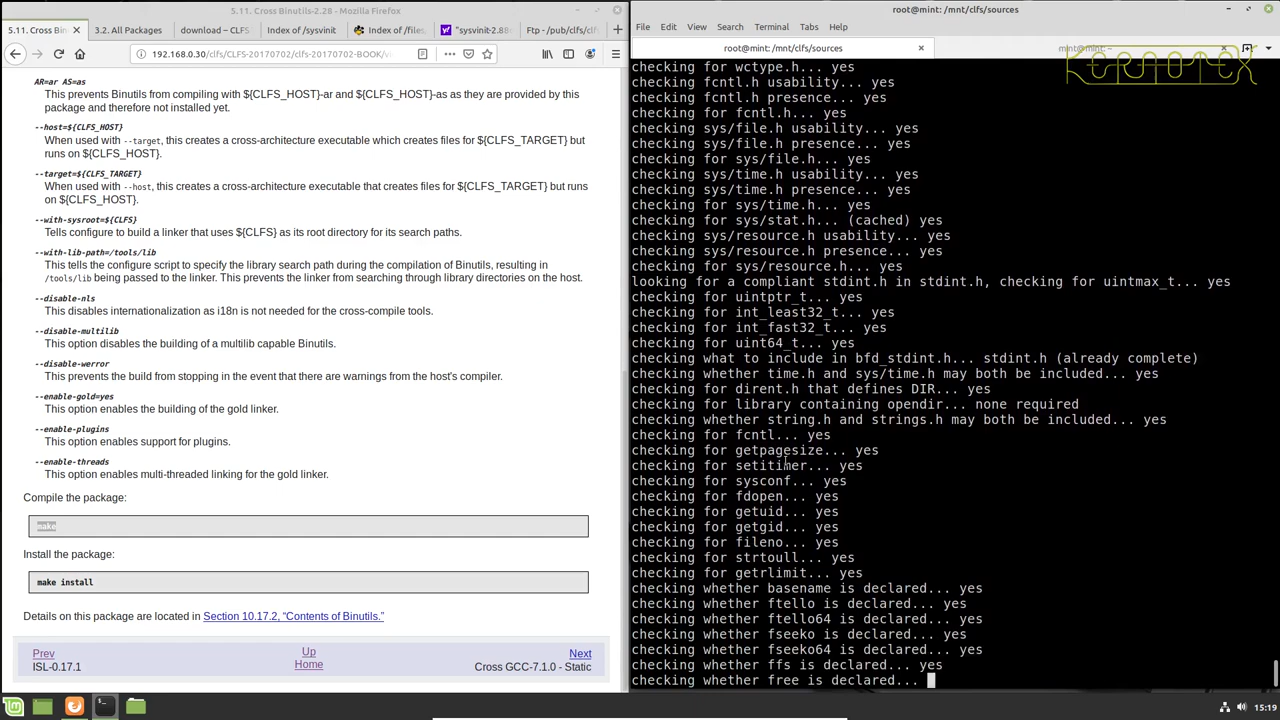 5.11. Cross Binutils-2.28 - Mozilla Firefox
5.11. Cross Bin
3.2. All Packages
download – CLFS
Index of /sysvinit
Index of /files,
"sysvinit-2.88
Ftp - /pub/clfs/
192.168.0.30/clfs/CLFS-20170702/clfs-20170702-BOOK/
AR=ar AS=as
This prevents Binutils from compiling with ${CLFS_HOST}-ar and ${CLFS_HOST}-as as they are provided by this
package and therefore not installed yet.
--host=${CLFS_HOST}
When used with --target, this creates a cross-architecture executable which creates files for ${CLFS_TARGET} but
runs on ${CLFS_HOST}.
--target=${CLFS_TARGET}
When used with --host, this creates a cross-architecture executable that creates files for ${CLFS_TARGET} but runs
on ${CLFS_HOST}.
--with-sysroot=${CLFS}
Tells configure to build a linker that uses ${CLFS} as its root directory for its search paths.
--with-lib-path=/tools/lib
This tells the configure script to specify the library search path during the compilation of Binutils, resulting in
/tools/lib being passed to the linker. This prevents the linker from searching through library directories on the host.
--disable-nls
This disables internationalization as i18n is not needed for the cross-compile tools.
--disable-multilib
This option disables the building of a multilib capable Binutils.
--disable-werror
This prevents the build from stopping in the event that there are warnings from the host's compiler.
--enable-gold=yes
This option enables the building of the gold linker.
--enable-plugins
This option enables support for plugins.
--enable-threads
This option enables multi-threaded linking for the gold linker.
Compile the package:
make
Install the package:
make install
Details on this package are located in Section 10.17.2, “Contents of Binutils.”
Prev
Up
Next
ISL-0.17.1
Home
Cross GCC-7.1.0 - Static
root@mint: /mnt/clfs/sources
File Edit View Search Terminal Tabs Help
root@mint: /mnt/clfs/sources
mint@mint: ~
KERNOTEX
checking for wctype.h... yes
checking fcntl.h usability... yes
checking fcntl.h presence... yes
checking for fcntl.h... yes
checking sys/file.h usability... yes
checking sys/file.h presence... yes
checking for sys/file.h... yes
checking sys/time.h usability... yes
checking sys/time.h presence... yes
checking for sys/time.h... yes
checking for sys/stat.h... (cached) yes
checking sys/resource.h usability... yes
checking sys/resource.h presence... yes
checking for sys/resource.h... yes
looking for a compliant stdint.h in stdint.h, checking for uintmax_t... yes
checking for uintptr_t... yes
checking for int_least32_t... yes
checking for int_fast32_t... yes
checking for uint64_t... yes
checking what to include in bfd_stdint.h... stdint.h (already complete)
checking whether time.h and sys/time.h may both be included... yes
checking for dirent.h that defines DIR... yes
checking for library containing opendir... none required
checking whether string.h and strings.h may both be included... yes
checking for fcntl... yes
checking for getpagesize... yes
checking for setitimer... yes
checking for sysconf... yes
checking for fdopen... yes
checking for getuid... yes
checking for getgid... yes
checking for fileno... yes
checking for strtoull... yes
checking for getrlimit... yes
checking whether basename is declared... yes
checking whether ftello is declared... yes
checking whether ftello64 is declared... yes
checking whether fseeko is declared... yes
checking whether fseeko64 is declared... yes
checking whether ffs is declared... yes
checking whether free is declared...
15:19